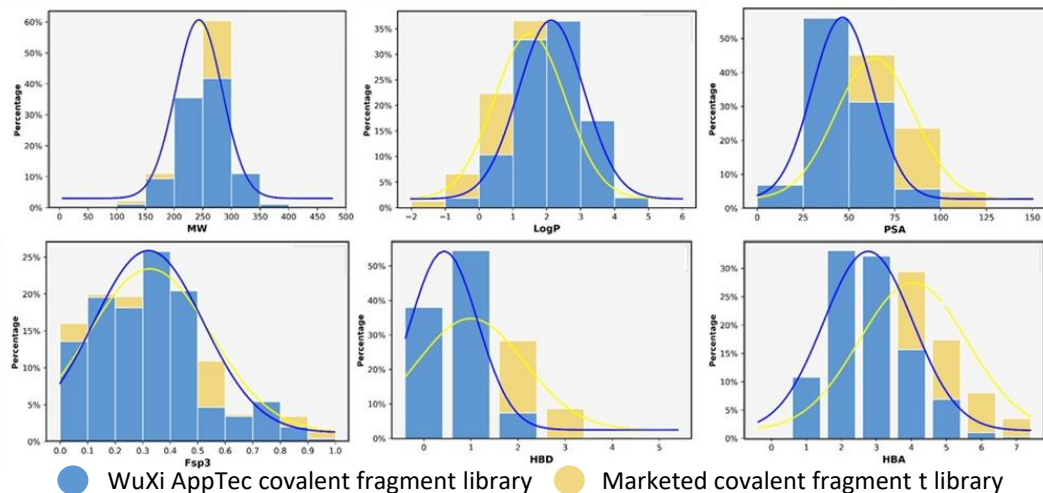 60%
50%
40%
30%
20%
10%
0%
Percentage
0 50 100 150 200 250 300 350 400 450 500
MW
35%
30%
25%
20%
15%
10%
5%
0%
Percentage
−2 −1 0 1 2 3 4 5 6
LogP
50%
40%
30%
20%
10%
0%
Percentage
0 25 50 75 100 125 150
PSA
25%
20%
15%
10%
5%
0%
Percentage
0.0 0.1 0.2 0.3 0.4 0.5 0.6 0.7 0.8 0.9 1.0
Fsp3
50%
40%
30%
20%
10%
0%
Percentage
0 1 2 3 4 5
HBD
30%
25%
20%
15%
10%
5%
0%
Percentage
0 1 2 3 4 5 6 7
HBA
WuXi AppTec covalent fragment library Marketed covalent fragment t library